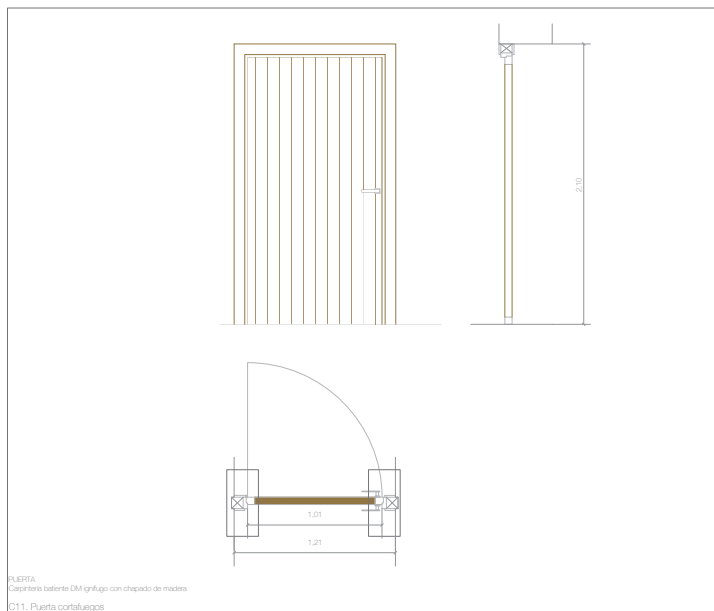 2,10
1,01
1,21
PUERTA
Carpintería batiente DM ignífugo con chapado de madera
C11. Puerta cortafuegos